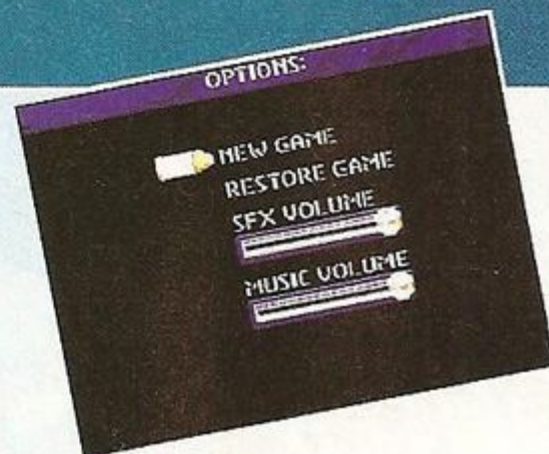 OPTIONS:
NEW GAME
RESTORE GAME
SFX VOLUME
MUSIC VOLUME